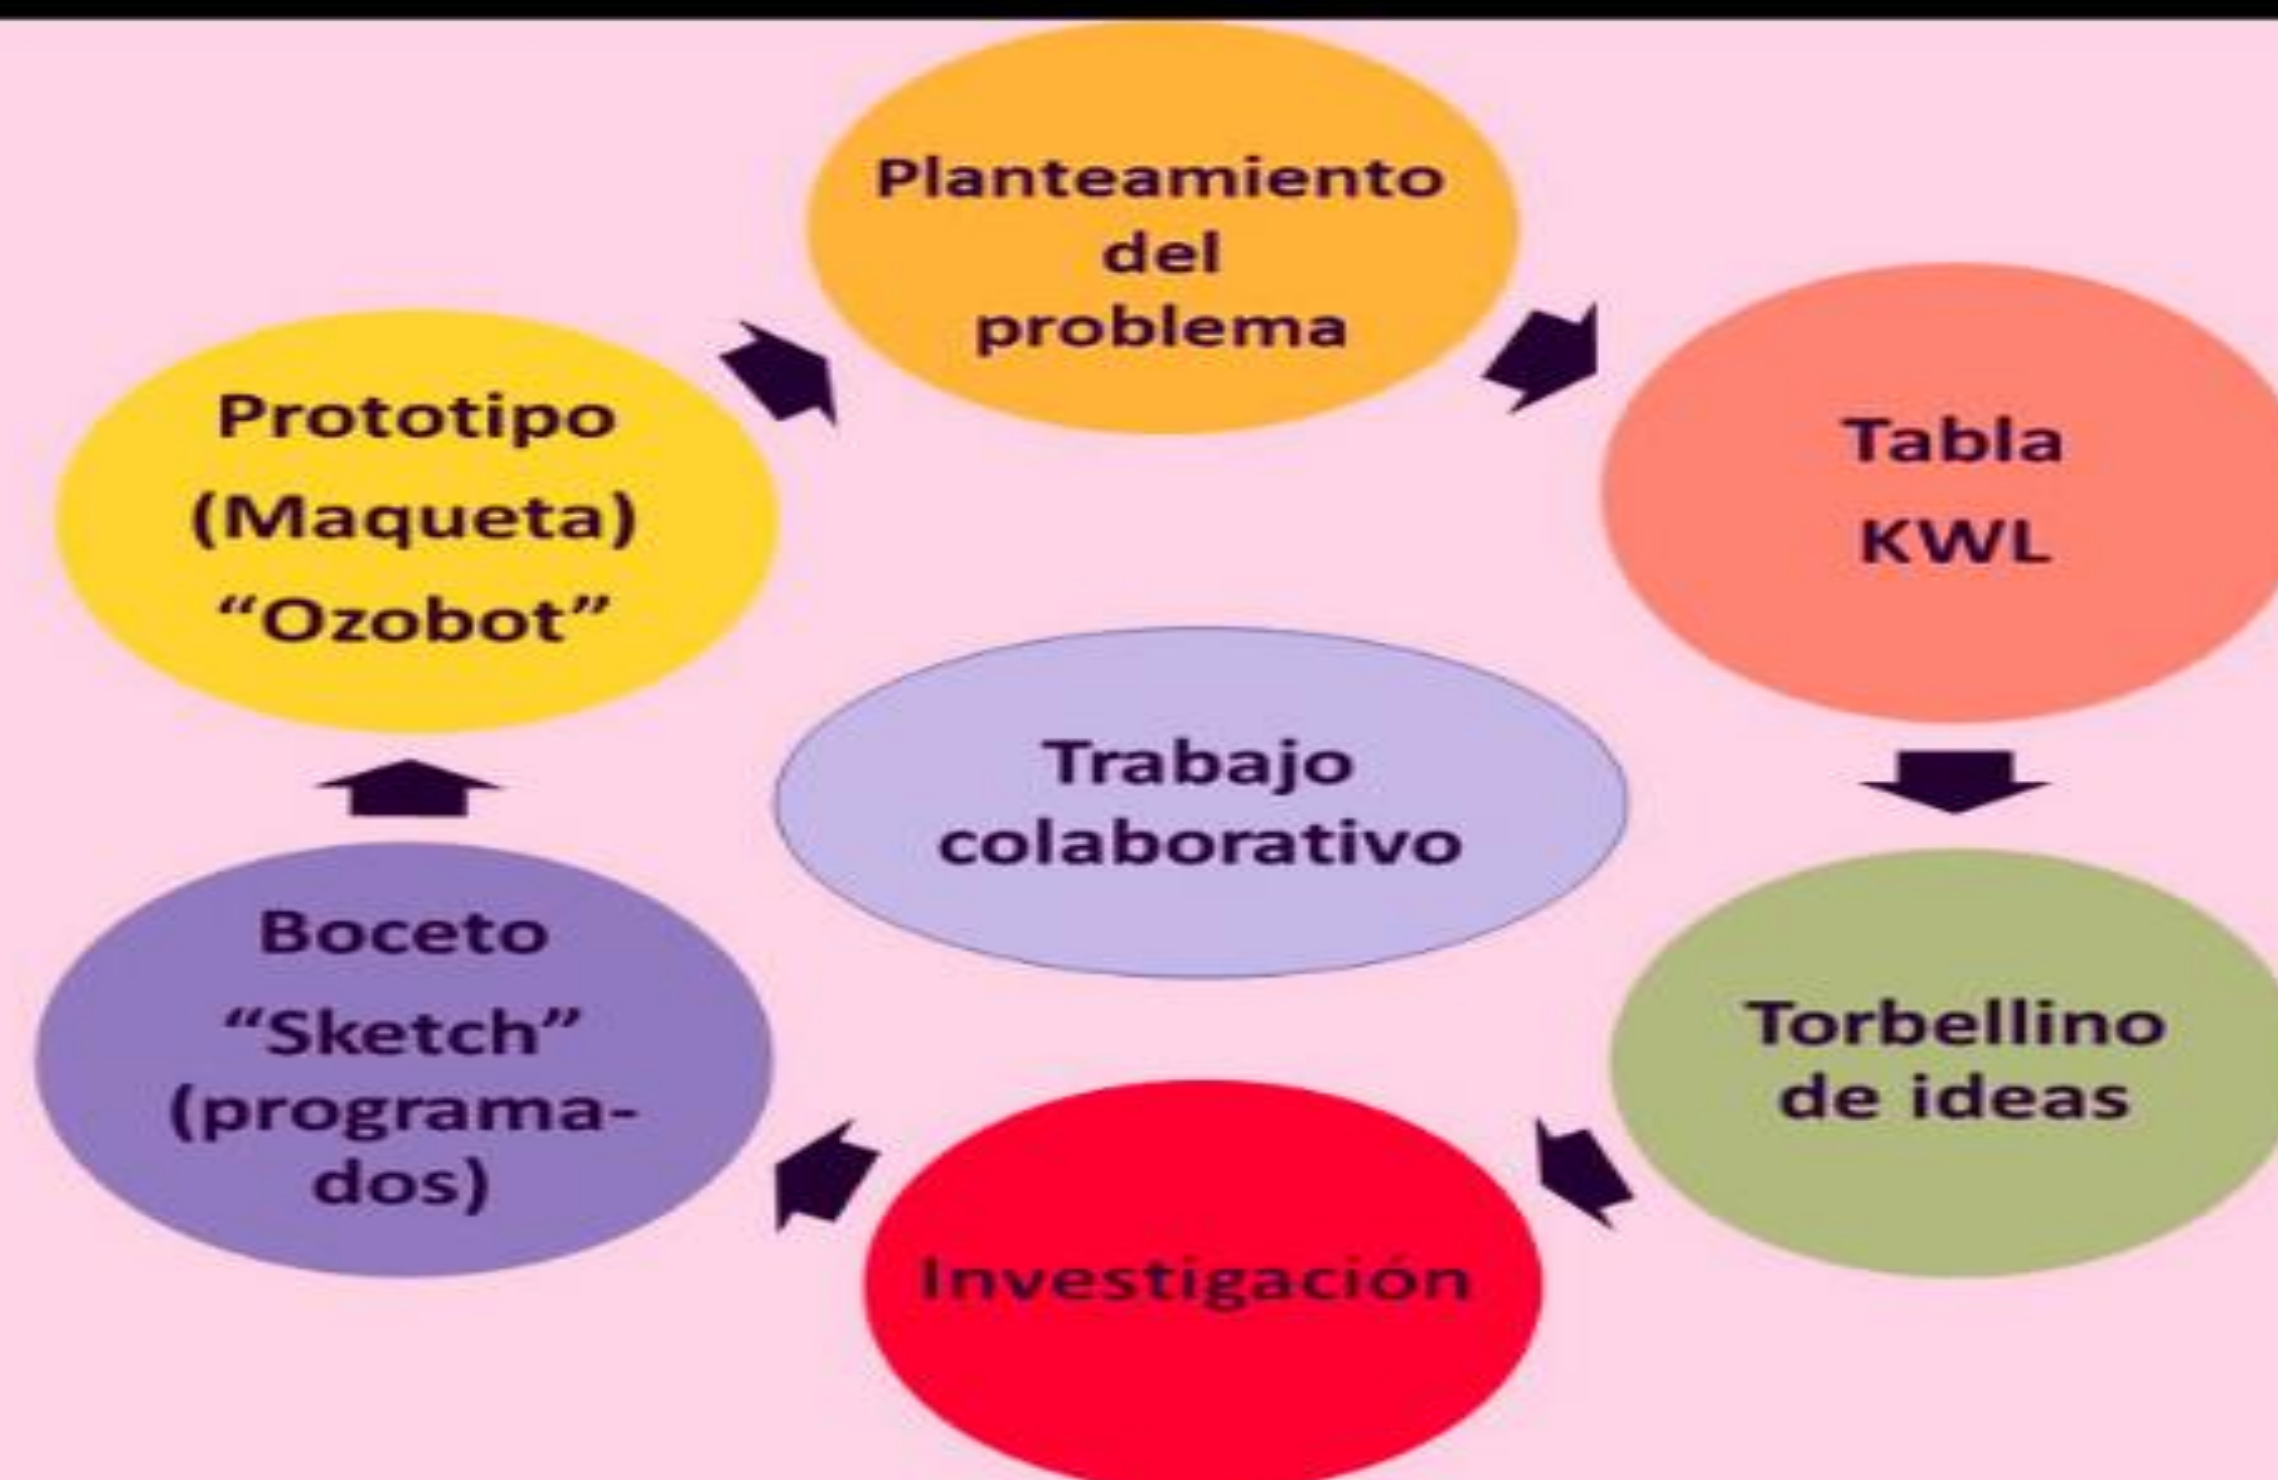 Planteamiento
del
problema
Tabla
KWL
Torbellino
de ideas
Investigación
Boceto
“Sketch”
(programa-
dos)
Prototipo
(Maqueta)
“Ozobot”
Trabajo
colaborativo